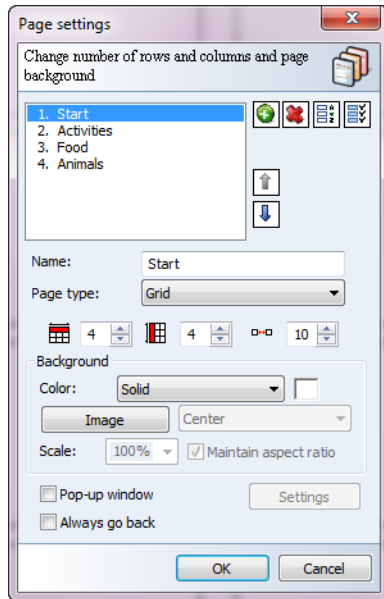 Page settings
Change number of rows and columns and page
background
1. Start
2. Activities
3. Food
4. Animals
Name: Start
Page type: Grid
4 4 10
Background
Color: Solid
Image Center
Scale: 100% Maintain aspect ratio
Pop-up window Settings
Always go back
OK Cancel